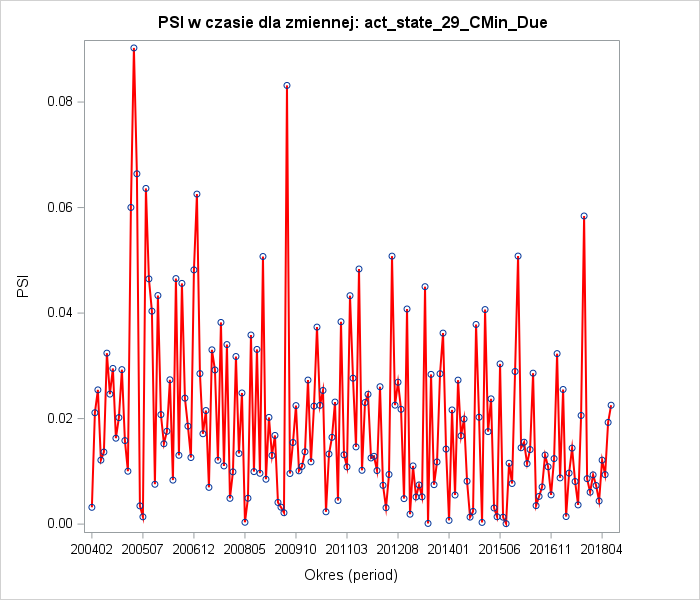 PSI w czasie dla zmiennej: act_state_29_CMin_Due
0.08
0.06
0.04
0.02
0.00
PSI
200402 200507 200612 200805 200910 201103 201208 201401 201506 201611 201804
Okres (period)